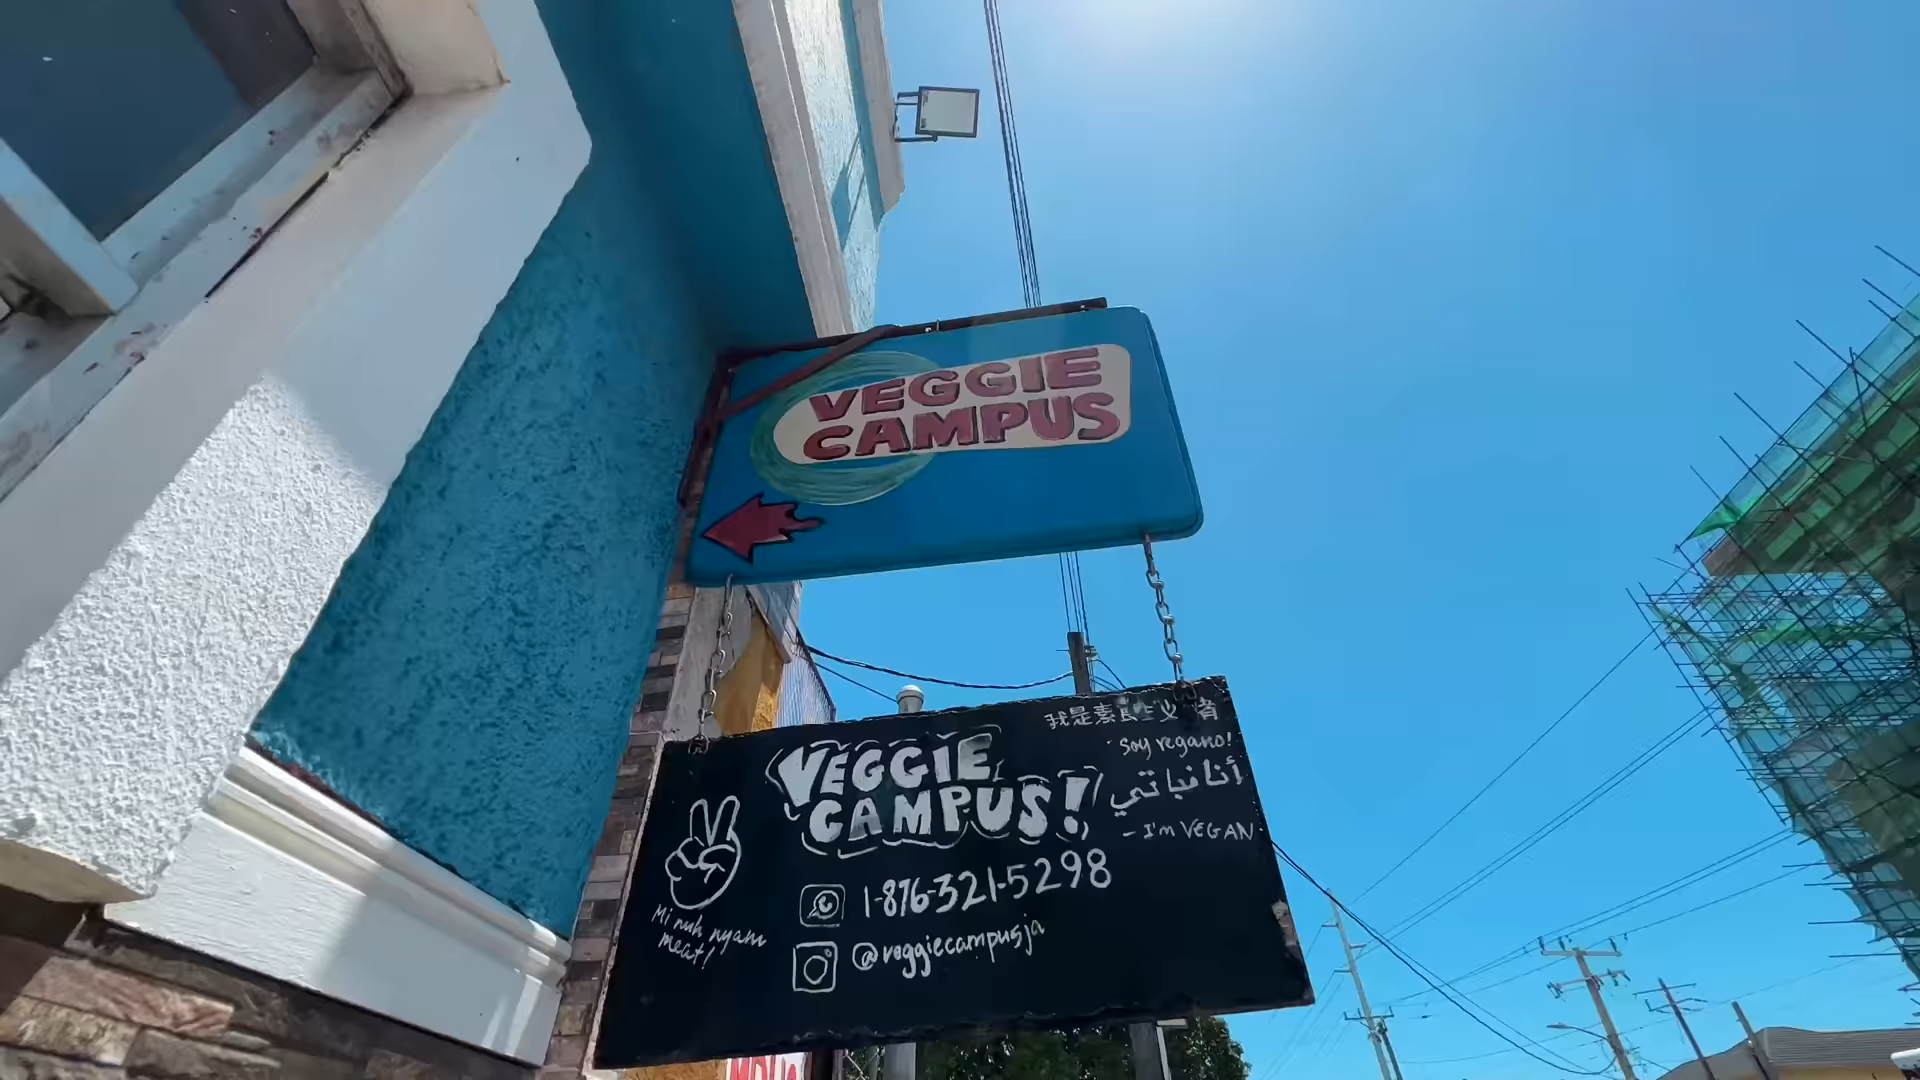 VEGGIE
CAMPUS
我是素食主义者
Soy vegano!
أنا نباتي
- I'm VEGAN
VEGGIE
CAMPUS!
1-876-321-5298
@veggiecampusja
Mi nuh nyam
meat!